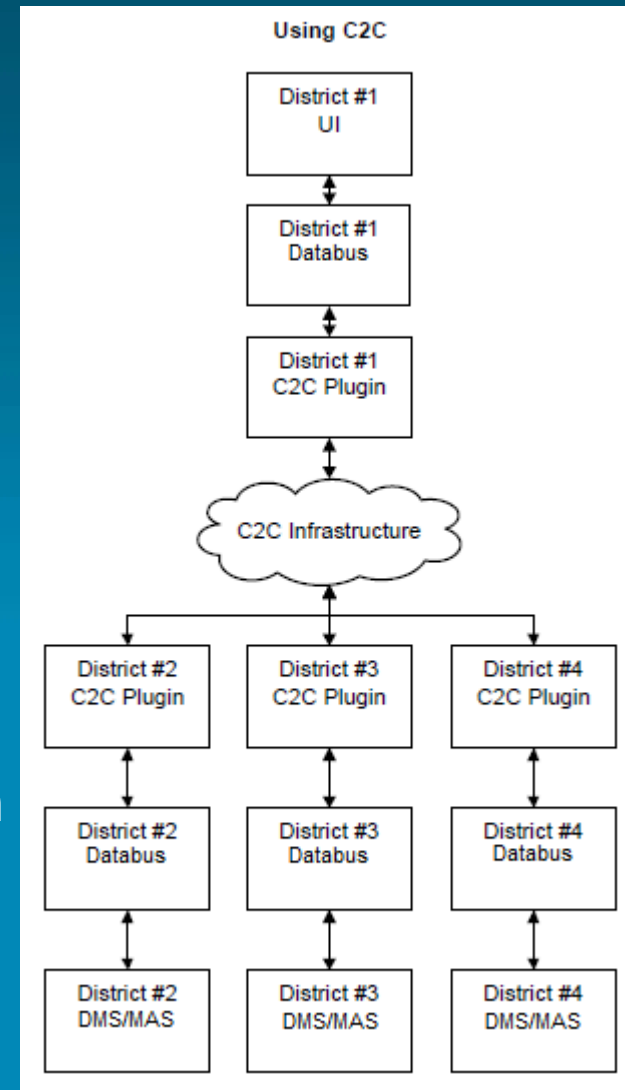 Using C2C
District #1
UI
District #1
Databus
District #1
C2C Plugin
C2C Infrastructure
District #2
C2C Plugin
District #3
C2C Plugin
District #4
C2C Plugin
District #2
Databus
District #3
Databus
District #4
Databus
District #2
DMS/MAS
District #3
DMS/MAS
District #4
DMS/MAS